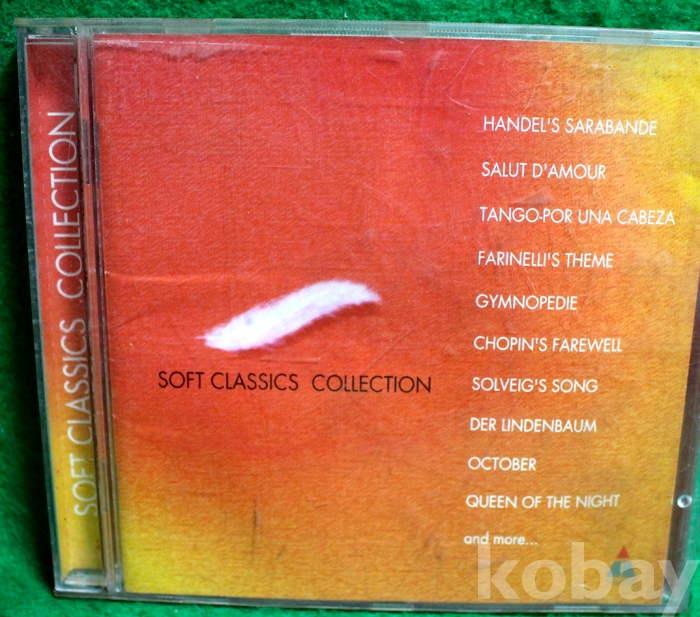 SOFT CLASSICS COLLECTION
HANDEL'S SARABANDE
SALUT D'AMOUR
TANGO-POR UNA CABEZA
FARINELLI'S THEME
GYMNOPEDIE
CHOPIN'S FAREWELL
SOFT CLASSICS COLLECTION
SOLVEIG'S SONG
DER LINDENBAUM
OCTOBER
QUEEN OF THE NIGHT
and more...
kobay